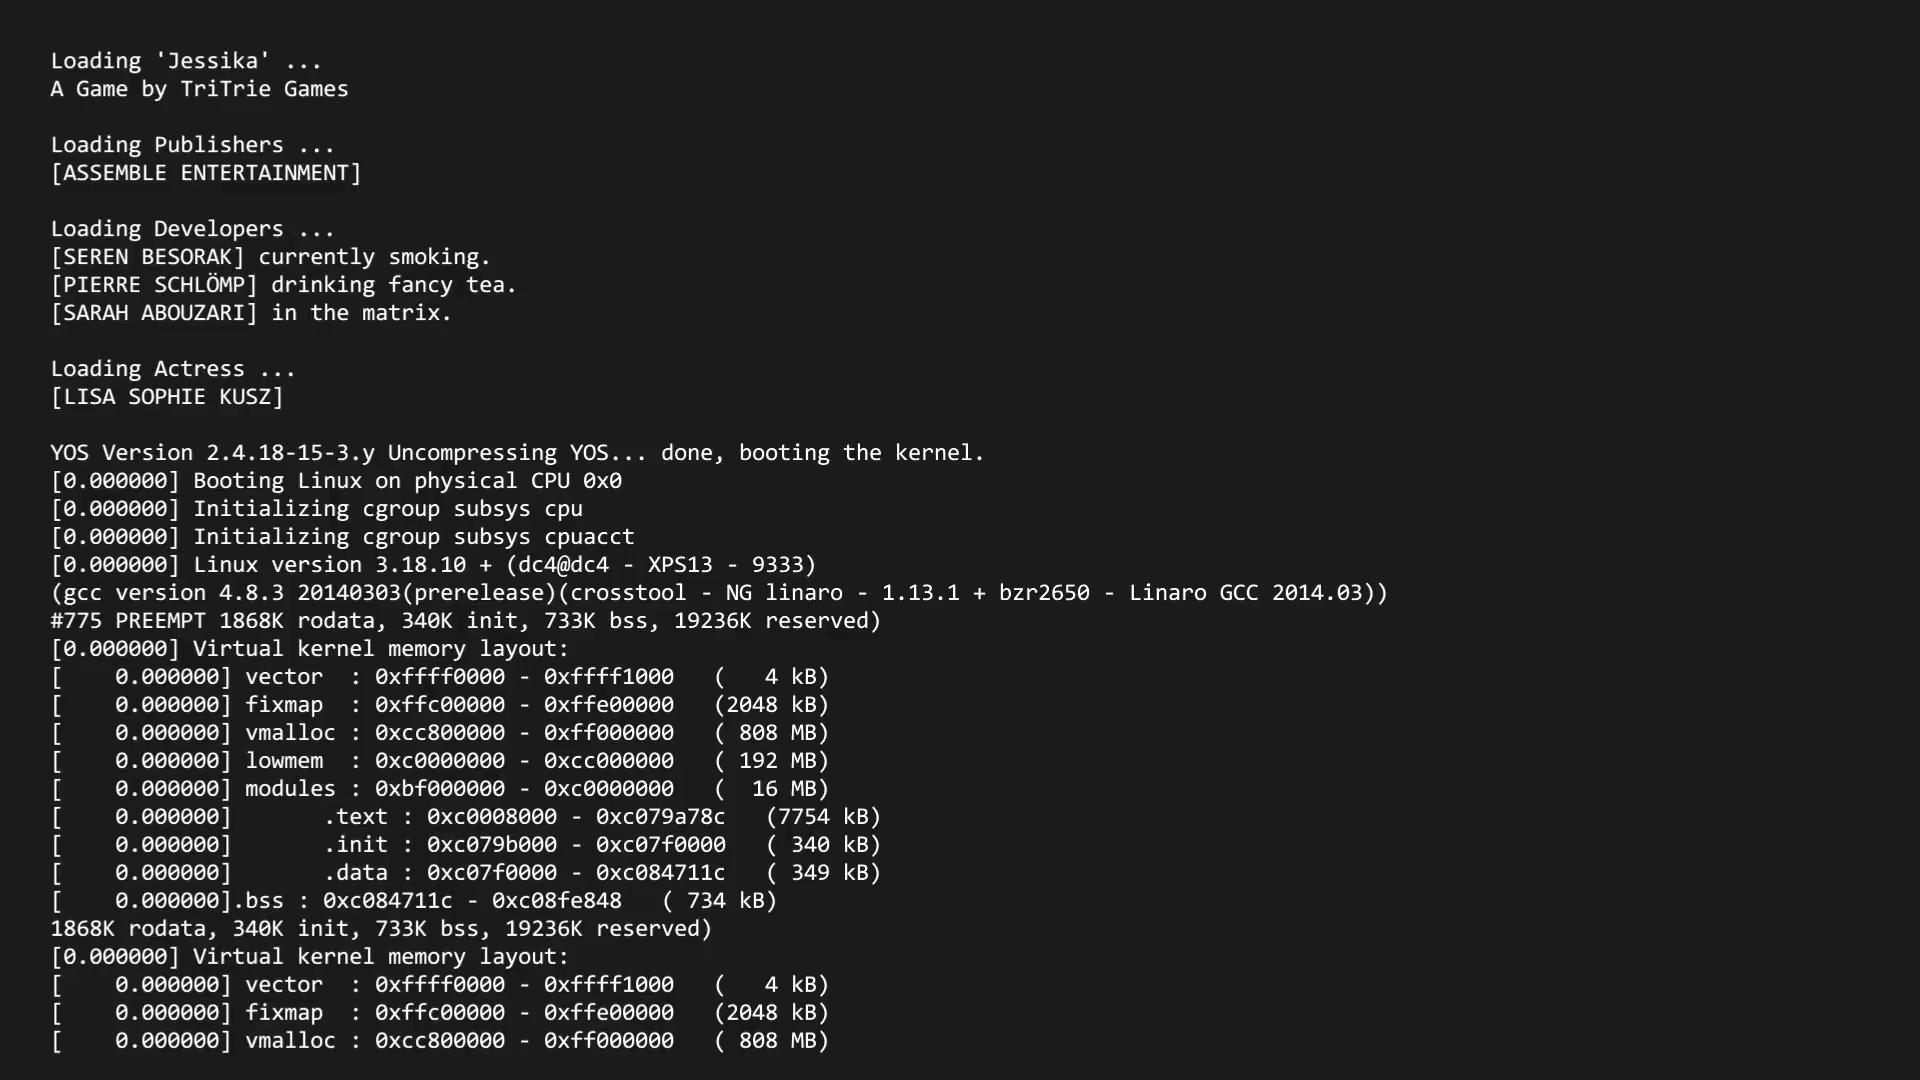 Loading 'Jessika' ...
A Game by TriTrie Games
Loading Publishers ...
[ASSEMBLE ENTERTAINMENT]
Loading Developers ...
[SEREN BESORAK] currently smoking.
[PIERRE SCHLÖMP] drinking fancy tea.
[SARAH ABOUZARI] in the matrix.
Loading Actress ...
[LISA SOPHIE KUSZ]
YOS Version 2.4.18-15-3.y Uncompressing YOS... done, booting the kernel.
[0.000000] Booting Linux on physical CPU 0x0
[0.000000] Initializing cgroup subsys cpu
[0.000000] Initializing cgroup subsys cpuacct
[0.000000] Linux version 3.18.10 + (dc4@dc4 - XPS13 - 9333)
(gcc version 4.8.3 20140303(prerelease)(crosstool - NG linaro - 1.13.1 + bzr2650 - Linaro GCC 2014.03))
#775 PREEMPT 1868K rodata, 340K init, 733K bss, 19236K reserved)
[0.000000] Virtual kernel memory layout:
[    0.000000] vector  : 0xffff0000 - 0xffff1000   (   4 kB)
[    0.000000] fixmap  : 0xffc00000 - 0xffe00000   (2048 kB)
[    0.000000] vmalloc : 0xcc800000 - 0xff000000   ( 808 MB)
[    0.000000] lowmem  : 0xc0000000 - 0xcc000000   ( 192 MB)
[    0.000000] modules : 0xbf000000 - 0xc0000000   (  16 MB)
[    0.000000]       .text : 0xc0008000 - 0xc079a78c   (7754 kB)
[    0.000000]       .init : 0xc079b000 - 0xc07f0000   ( 340 kB)
[    0.000000]       .data : 0xc07f0000 - 0xc084711c   ( 349 kB)
[    0.000000].bss : 0xc084711c - 0xc08fe848   ( 734 kB)
1868K rodata, 340K init, 733K bss, 19236K reserved)
[0.000000] Virtual kernel memory layout:
[    0.000000] vector  : 0xffff0000 - 0xffff1000   (   4 kB)
[    0.000000] fixmap  : 0xffc00000 - 0xffe00000   (2048 kB)
[    0.000000] vmalloc : 0xcc800000 - 0xff000000   ( 808 MB)